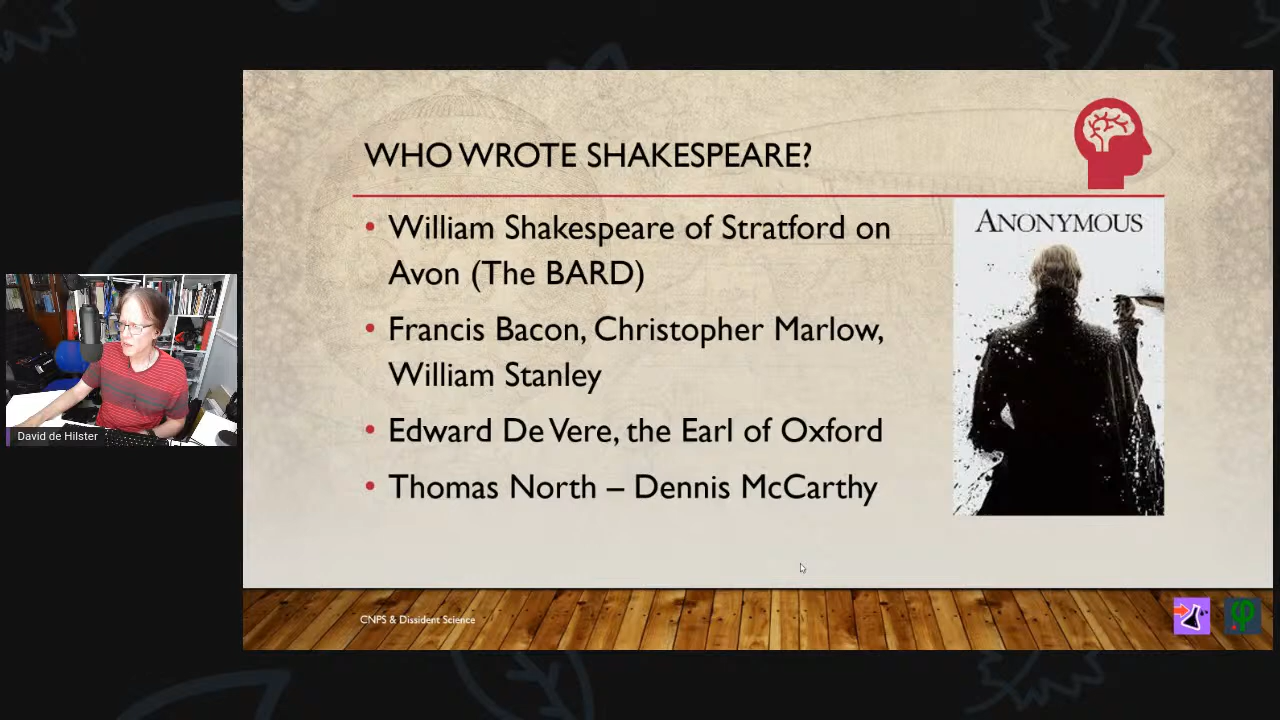 WHO WROTE SHAKESPEARE?
• William Shakespeare of Stratford on
Avon (The BARD)
• Francis Bacon, Christopher Marlow,
William Stanley
• Edward De Vere, the Earl of Oxford
• Thomas North – Dennis McCarthy
ANONYMOUS
David de Hilster
CNPS & Dissident Science